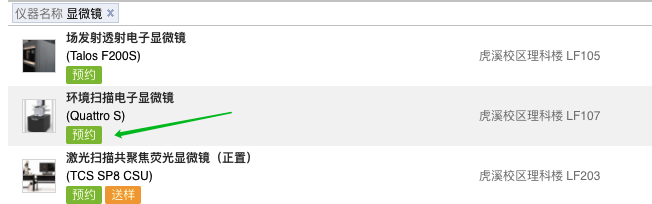 仪器名称 显微镜 x
场发射透射电子显微镜
(Talos F200S)
虎溪校区理科楼 LF105
预约
环境扫描电子显微镜
(Quattro S)
虎溪校区理科楼 LF107
预约
激光扫描共聚焦荧光显微镜（正置）
(TCS SP8 CSU)
虎溪校区理科楼 LF203
预约 送样